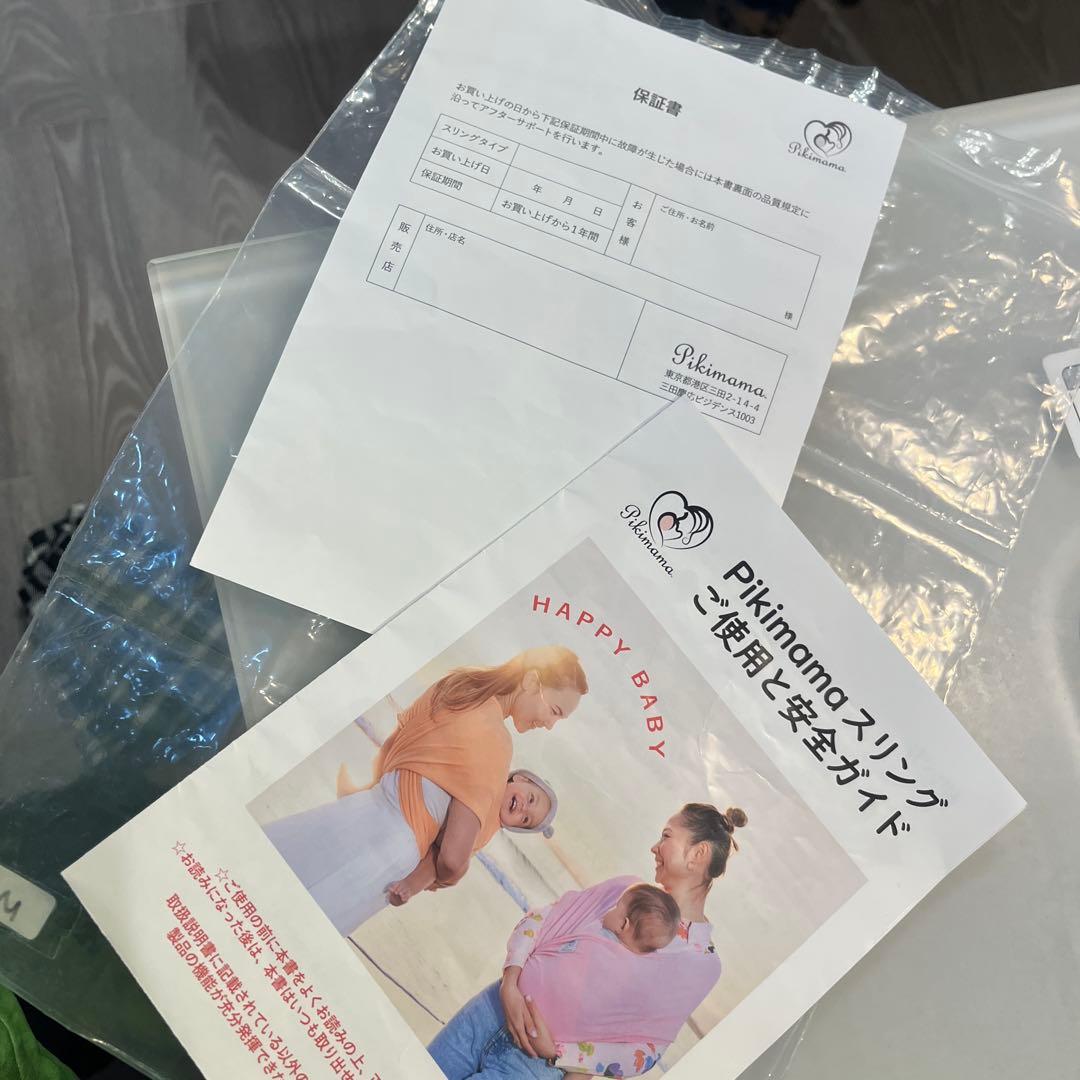 保証書
Pikimama
お買い上げの日から下記保証期間中に故障が生じた場合には本書裏面の品質規定に
沿ってアフターサポートを行います。
スリングタイプ
お買い上げ日
年 月 日
保証期間
お買い上げから1年間
お客様
ご住所・お名前
様
販売店
住所・店名
Pikimama
東京都港区三田2-14-4
三田慶応ビジデンス1003
Pikimama
Pikimama スリング
ご使用と安全ガイド
HAPPY BABY
☆ご使用の前に本書をよくお読みの上、
☆お読みになった後は、本書はいつも取り出せ
取扱説明書に記載されている以外の
製品の機能が充分発揮でき
M